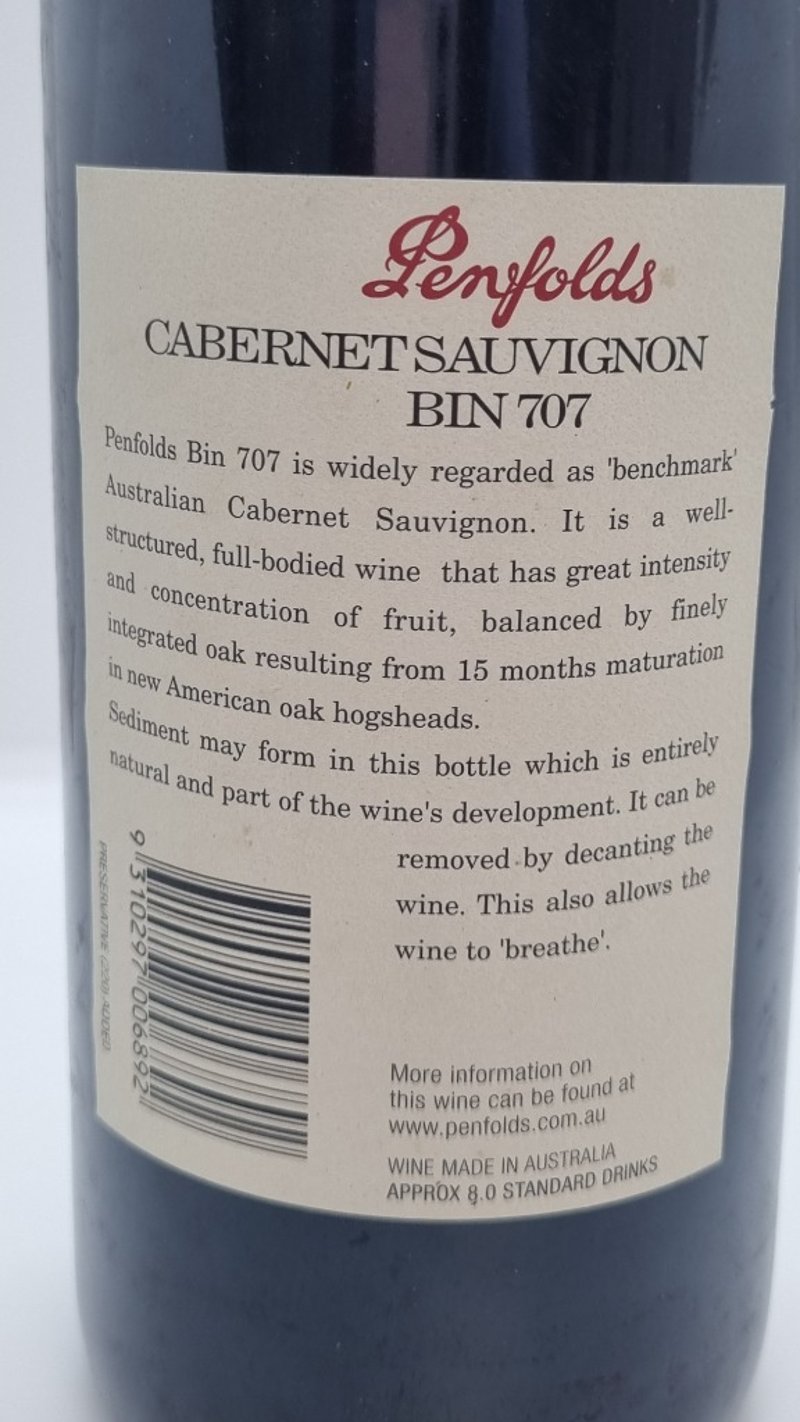 Penfolds
CABERNET SAUVIGNON
BIN 707
Penfolds Bin 707 is widely regarded as 'benchmark'
Australian Cabernet Sauvignon. It is a well-
structured, full-bodied wine that has great intensity
and concentration of fruit, balanced by finely
integrated oak resulting from 15 months maturation
in new American oak hogsheads.
Sediment may form in this bottle which is entirely
natural and part of the wine's development. It can be
removed by decanting the
wine. This also allows the
wine to 'breathe'.
PRESERVATIVE (220) ADDED
9 310297 006892
More information on
this wine can be found at
www.penfolds.com.au
WINE MADE IN AUSTRALIA
APPROX 8.0 STANDARD DRINKS